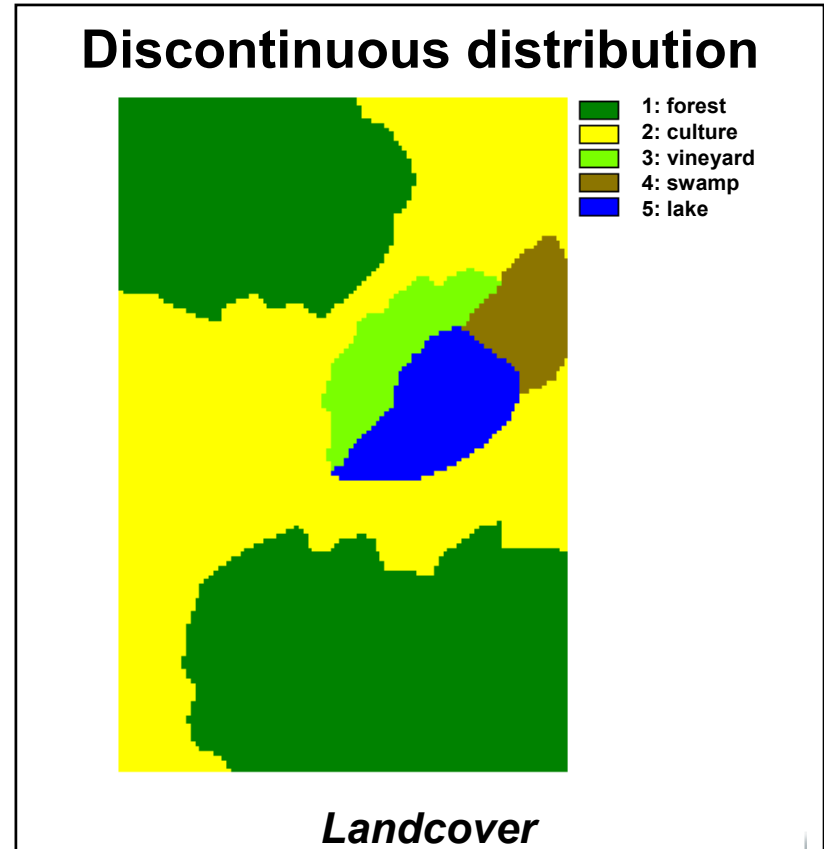 Discontinuous distribution
1: forest
2: culture
3: vineyard
4: swamp
5: lake
Landcover